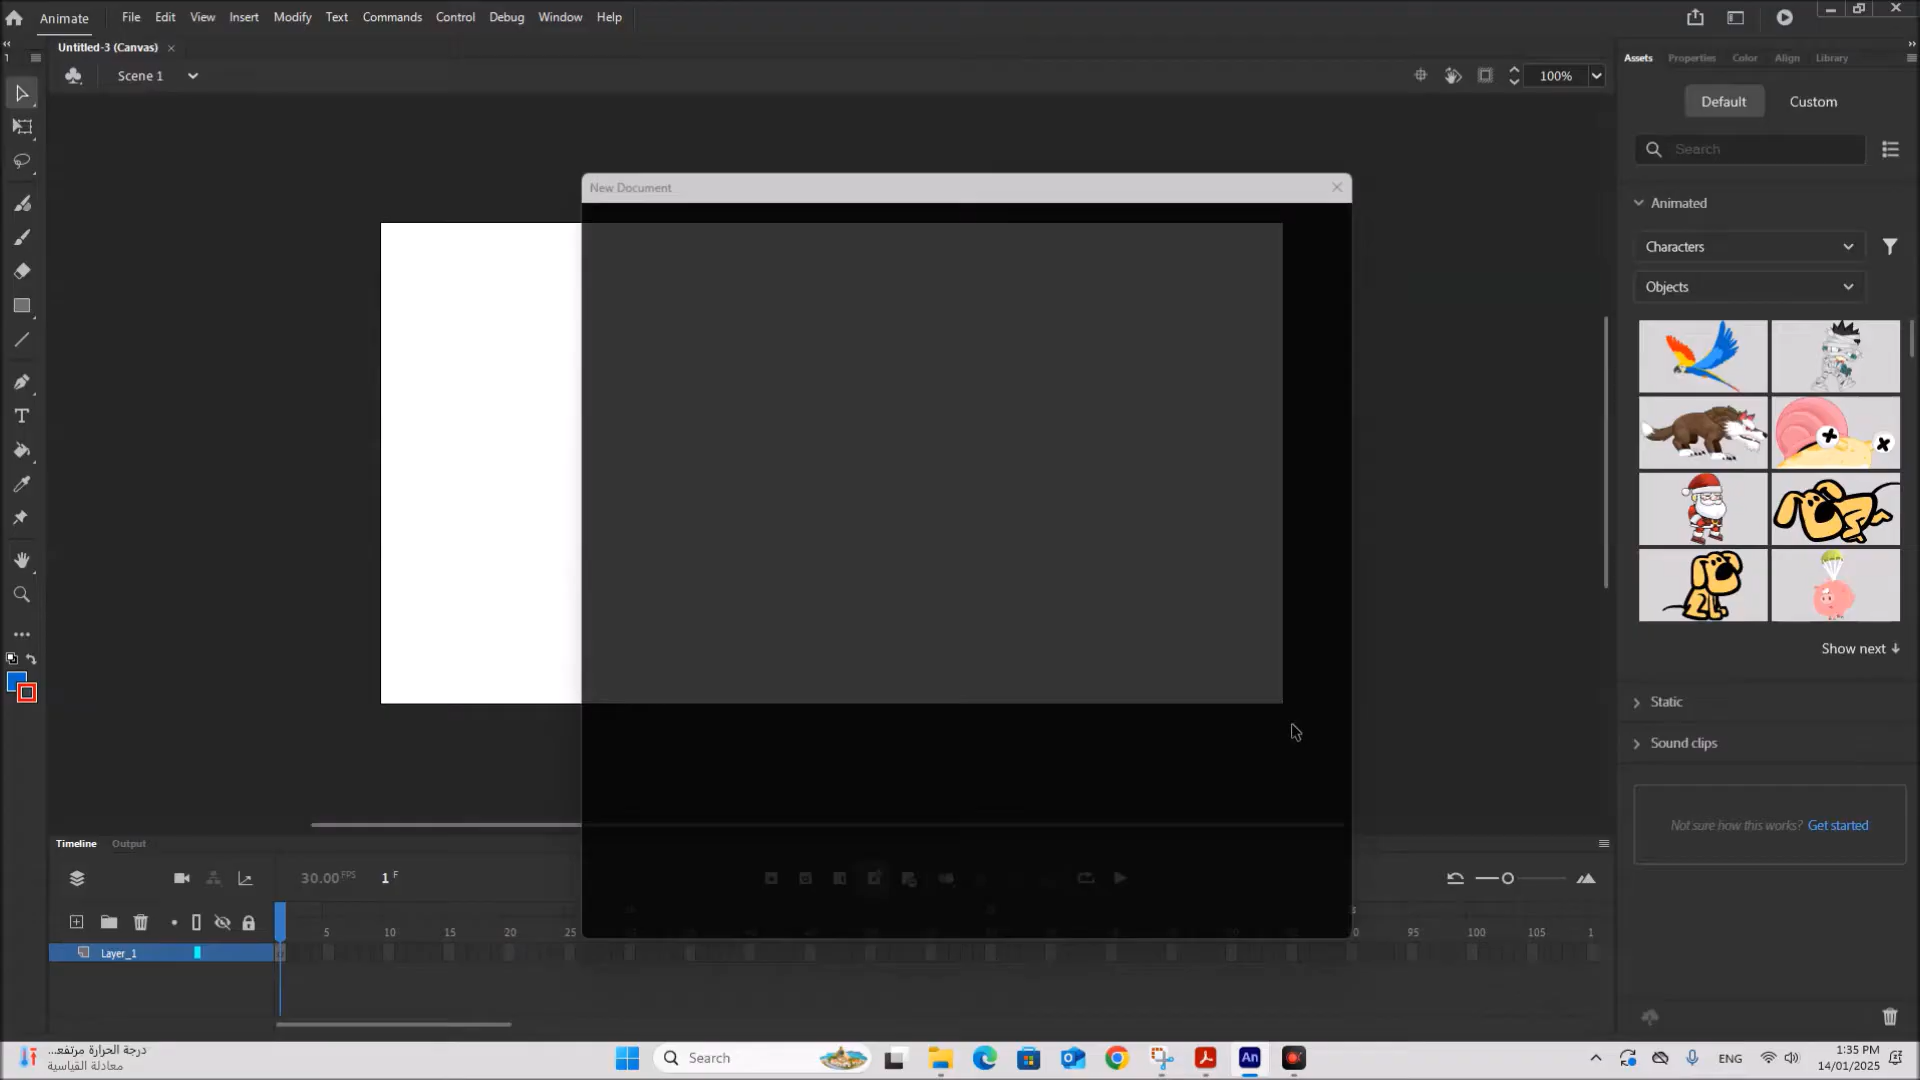 Animate File Edit View Insert Modify Text Commands Control Debug Window Help
Untitled-3 (Canvas)
Scene 1
100%
Assets Properties Color Align Library
Default Custom
Search
Animated
Characters
Objects
Show next
Static
Sound clips
Not sure how this works? Get started
New Document
Timeline Output
30.00 FPS 1 F
5 10 15 20 25 95 100 105 1
Layer_1
درجة الحرارة مرتفعـ...
معادلة القياسية
Search
An
ENG
1:35 PM
14/01/2025